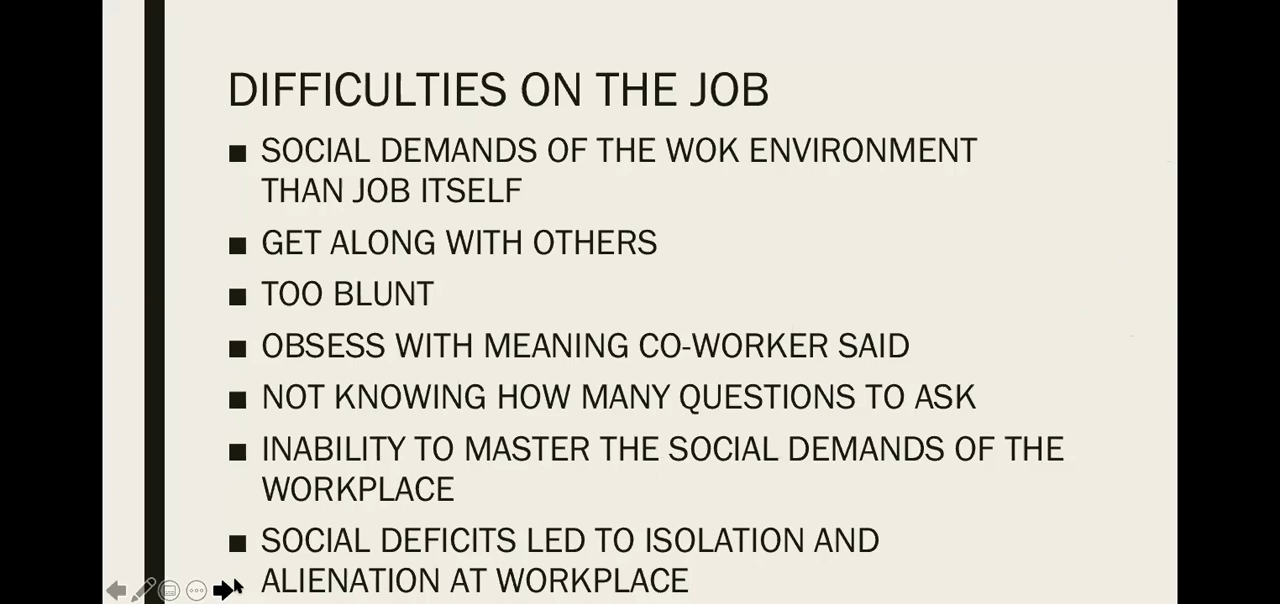 DIFFICULTIES ON THE JOB
■ SOCIAL DEMANDS OF THE WOK ENVIRONMENT
THAN JOB ITSELF
■ GET ALONG WITH OTHERS
■ TOO BLUNT
■ OBSESS WITH MEANING CO-WORKER SAID
■ NOT KNOWING HOW MANY QUESTIONS TO ASK
■ INABILITY TO MASTER THE SOCIAL DEMANDS OF THE
WORKPLACE
■ SOCIAL DEFICITS LED TO ISOLATION AND
ALIENATION AT WORKPLACE